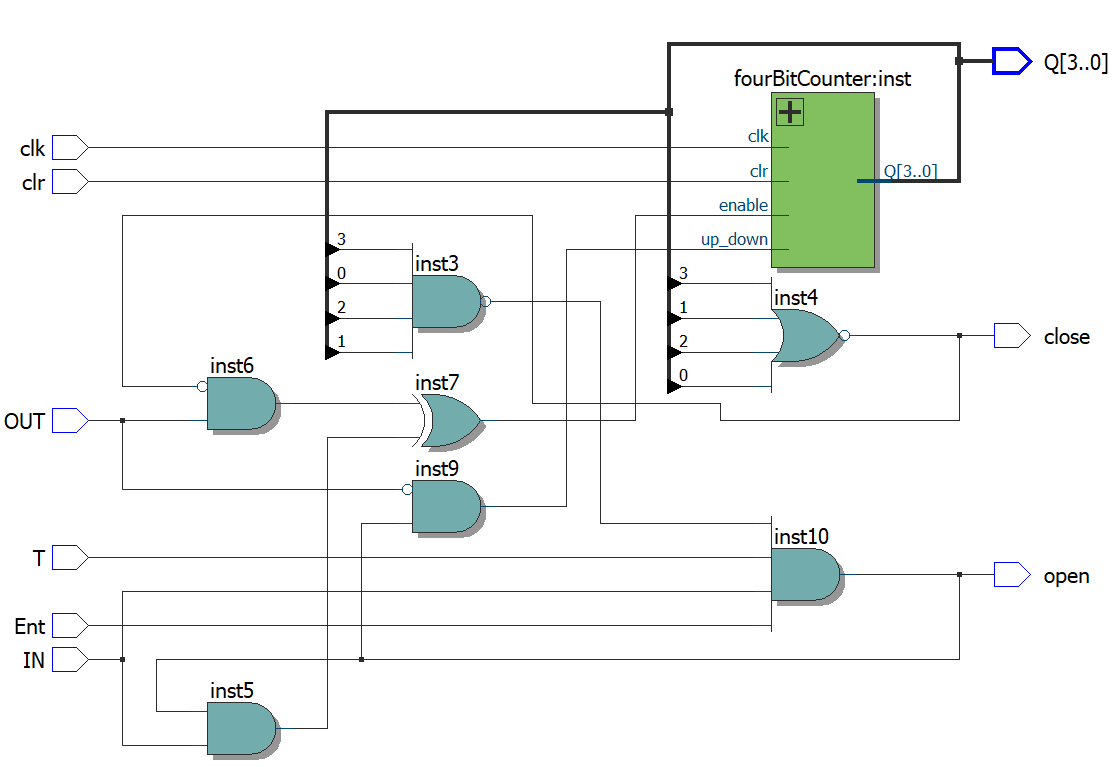 Q[3..0]
fourBitCounter:inst
clk
clk
clr
clr
Q[3..0]
enable
up_down
3
inst3
0
2
1
3
inst4
1
2
0
close
inst6
inst7
OUT
inst9
inst10
T
open
Ent
IN
inst5